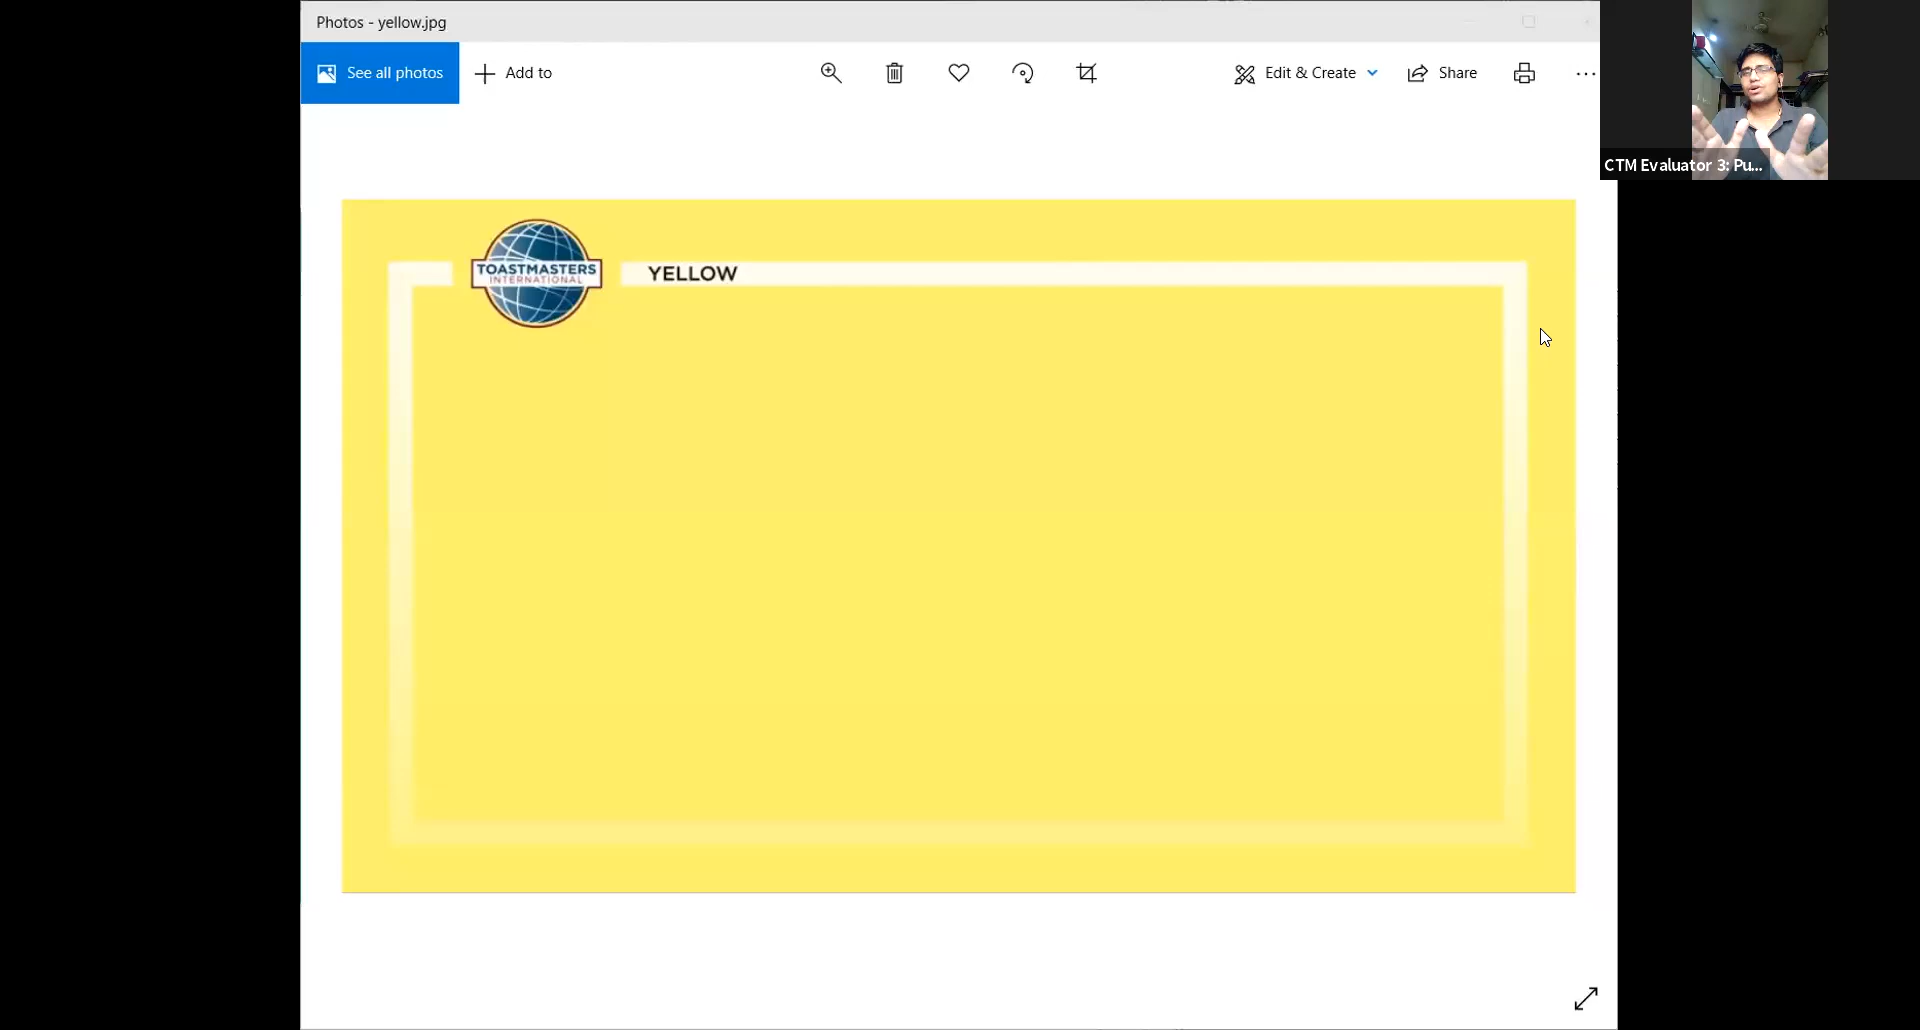 Photos - yellow.jpg
See all photos
Add to
Edit & Create
Share
CTM Evaluator 3: Pu...
TOASTMASTERS
INTERNATIONAL
YELLOW